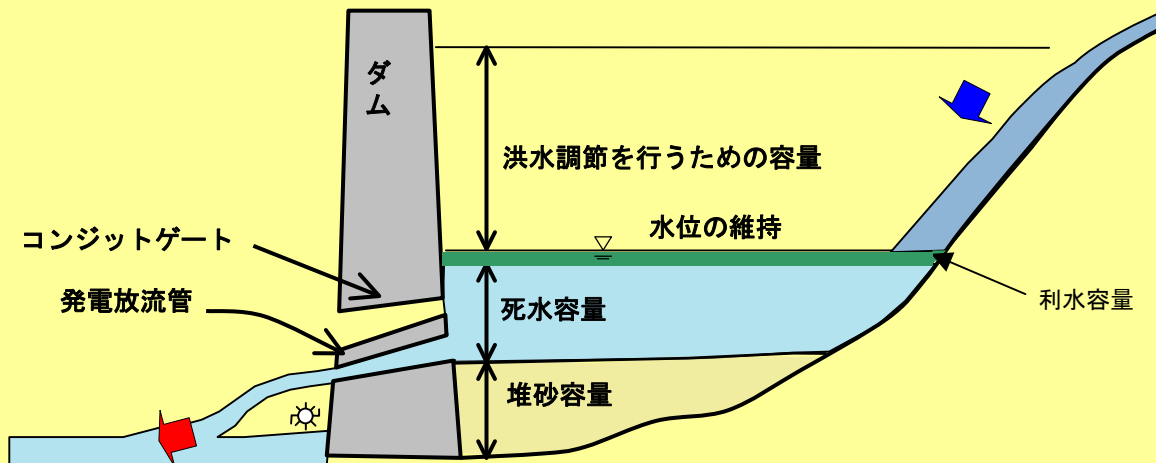 ダム
洪水調節を行うための容量
水位の維持
コンジットゲート
発電放流管
死水容量
利水容量
堆砂容量